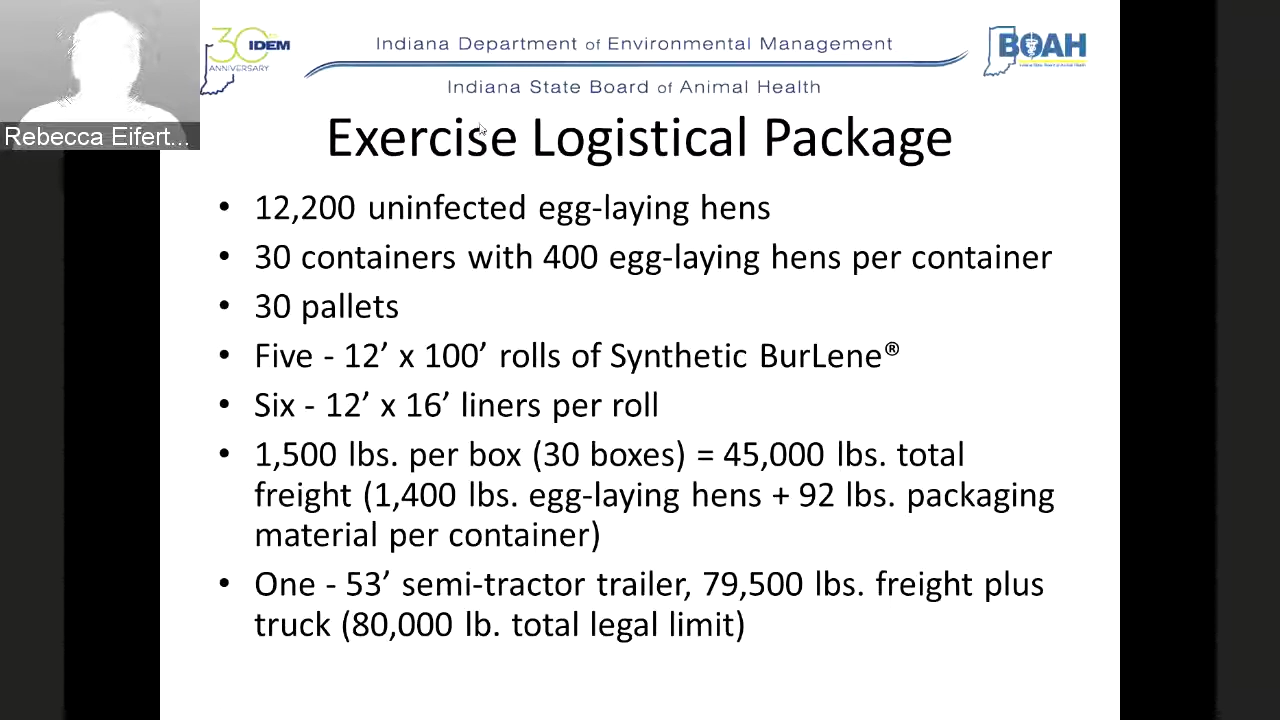 30 IDEM
ANNIVERSARY
Indiana Department of Environmental Management
Indiana State Board of Animal Health
BOAH
Rebecca Eifert...
Exercise Logistical Package
• 12,200 uninfected egg-laying hens
• 30 containers with 400 egg-laying hens per container
• 30 pallets
• Five - 12’ x 100’ rolls of Synthetic BurLene®
• Six - 12’ x 16’ liners per roll
• 1,500 lbs. per box (30 boxes) = 45,000 lbs. total
freight (1,400 lbs. egg-laying hens + 92 lbs. packaging
material per container)
• One - 53’ semi-tractor trailer, 79,500 lbs. freight plus
truck (80,000 lb. total legal limit)